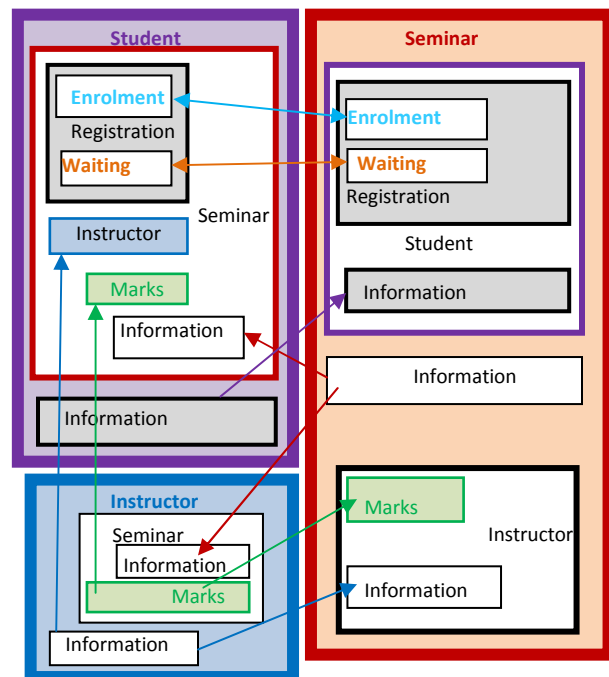 Student
Enrolment
Registration
Waiting
Seminar
Instructor
Marks
Information
Information
Seminar
Enrolment
Waiting
Registration
Student
Information
Information
Marks
Instructor
Information
Instructor
Seminar
Information
Marks
Information